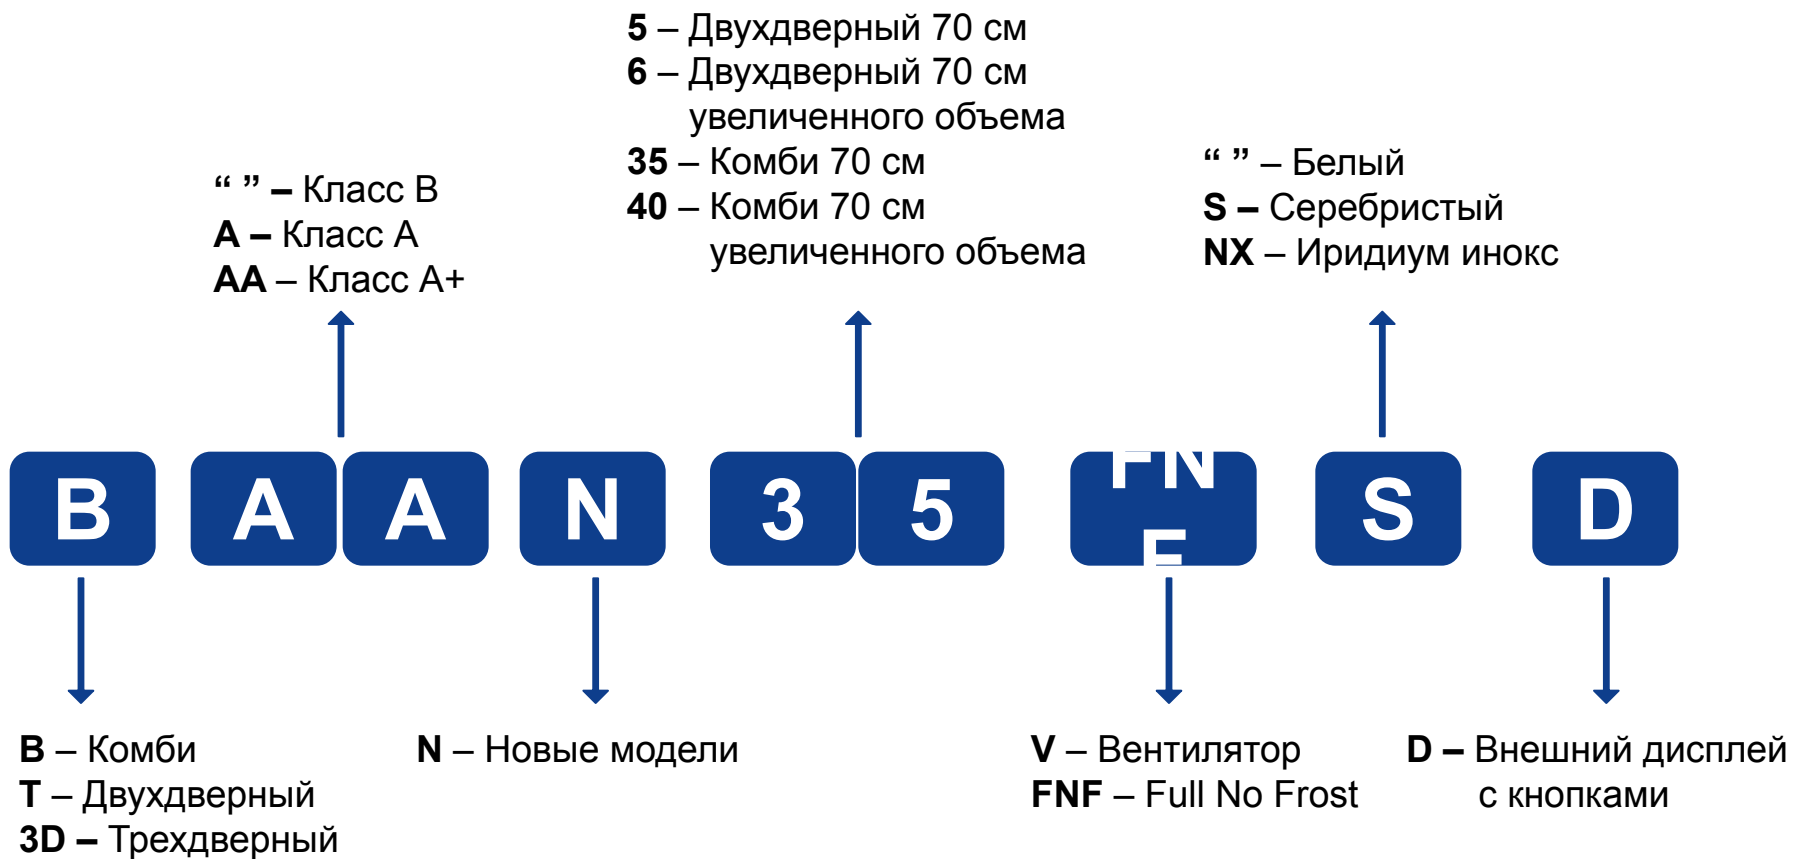 5 – Двухдверный 70 см
6 – Двухдверный 70 см
увеличенного объема
35 – Комби 70 см
40 – Комби 70 см
увеличенного объема
“ ” – Класс В
А – Класс А
АА – Класс А+
“ ” – Белый
S – Серебристый
NX – Иридиум инокс
B A A N 3 5 FN
F S D
B – Комби
T – Двухдверный
3D – Трехдверный
N – Новые модели
V – Вентилятор
FNF – Full No Frost
D – Внешний дисплей
с кнопками